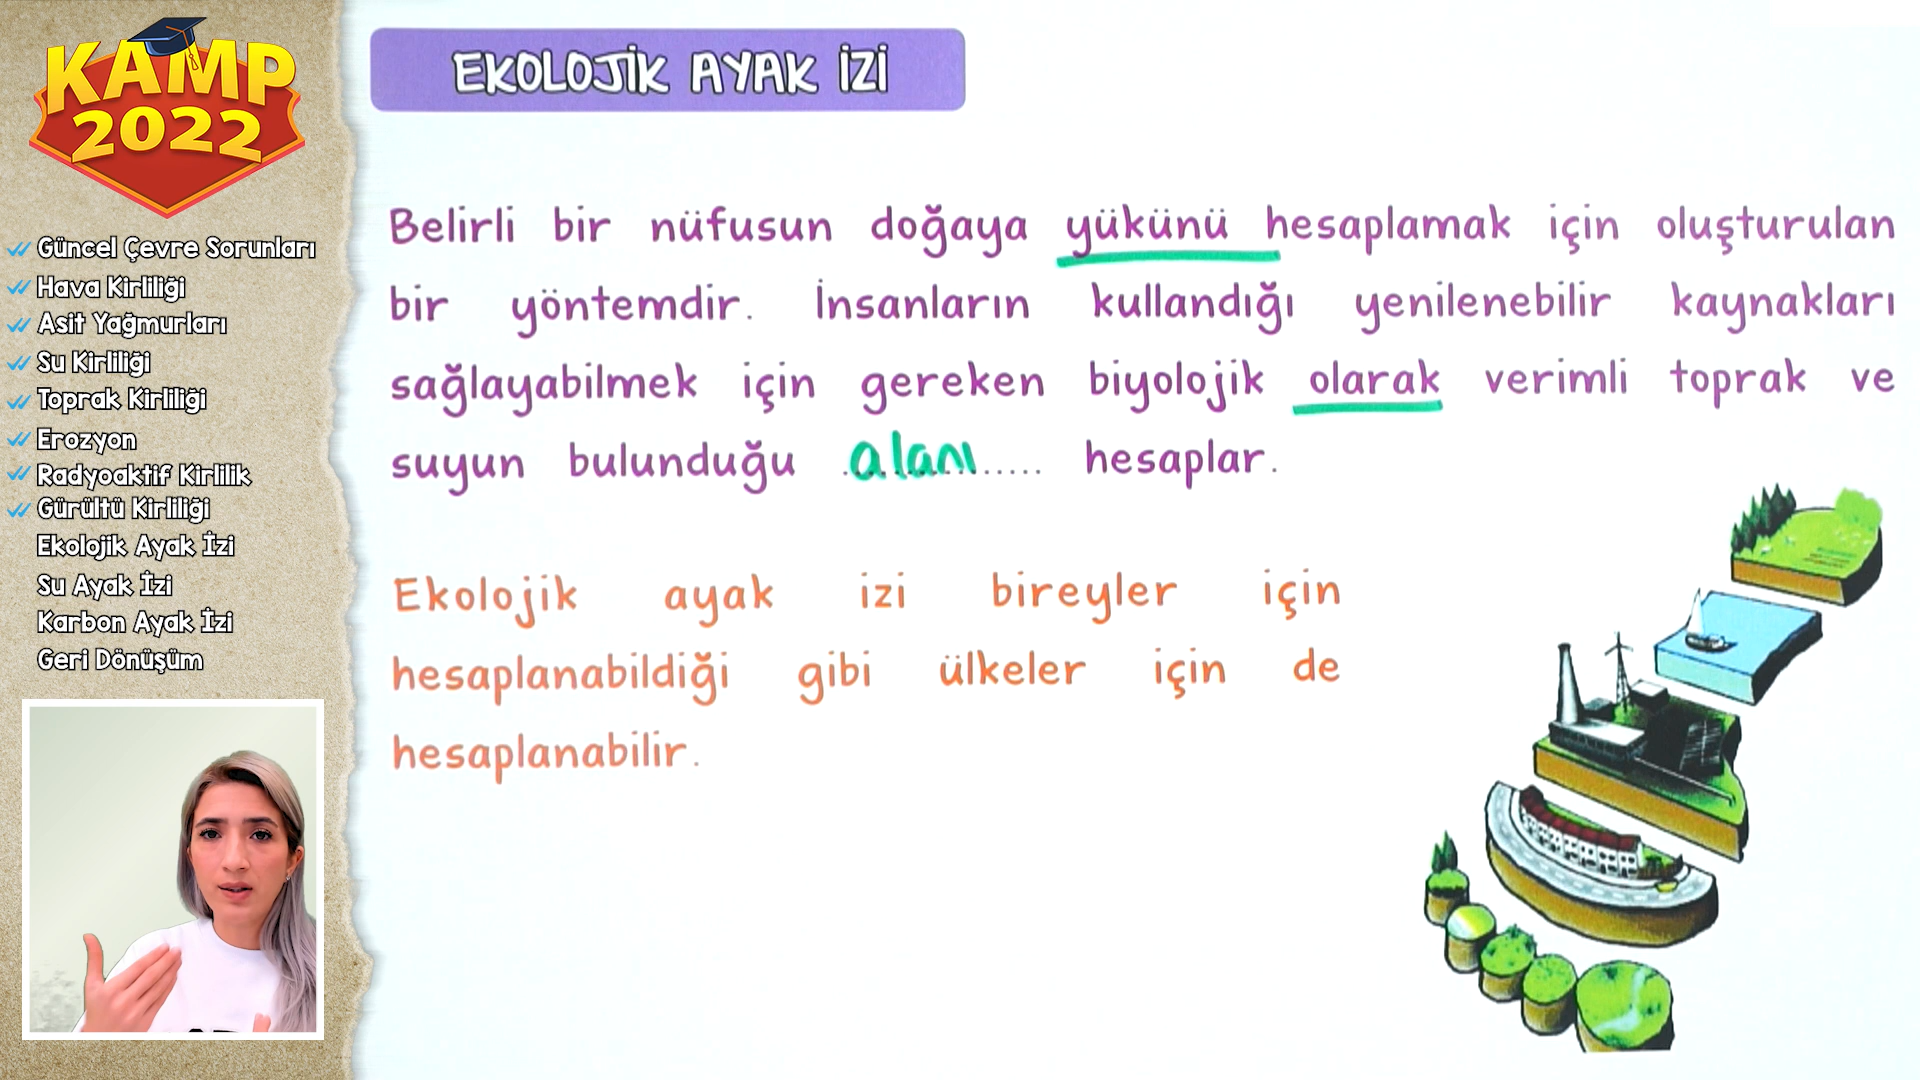 KAMP
2022
Güncel Çevre Sorunları
Hava Kirliliği
Asit Yağmurları
Su Kirliliği
Toprak Kirliliği
Erozyon
Radyoaktif Kirlilik
Gürültü Kirliliği
Ekolojik Ayak İzi
Su Ayak İzi
Karbon Ayak İzi
Geri Dönüşüm
EKOLOJİK AYAK İZİ
Belirli bir nüfusun doğaya yükünü hesaplamak için oluşturulan
bir yöntemdir. İnsanların kullandığı yenilenebilir kaynakları
sağlayabilmek için gereken biyolojik olarak verimli toprak ve
suyun bulunduğu alanı hesaplar.
Ekolojik ayak izi bireyler için
hesaplanabildiği gibi ülkeler için de
hesaplanabilir.